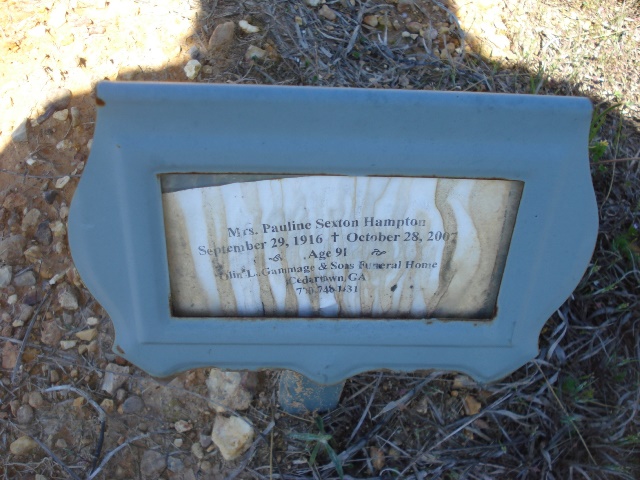 Mrs. Pauline Sexton Hampton
September 29, 1916 ✝ October 28, 2007
Age 91
L. Gammage & Sons Funeral Home
Cedartown, GA